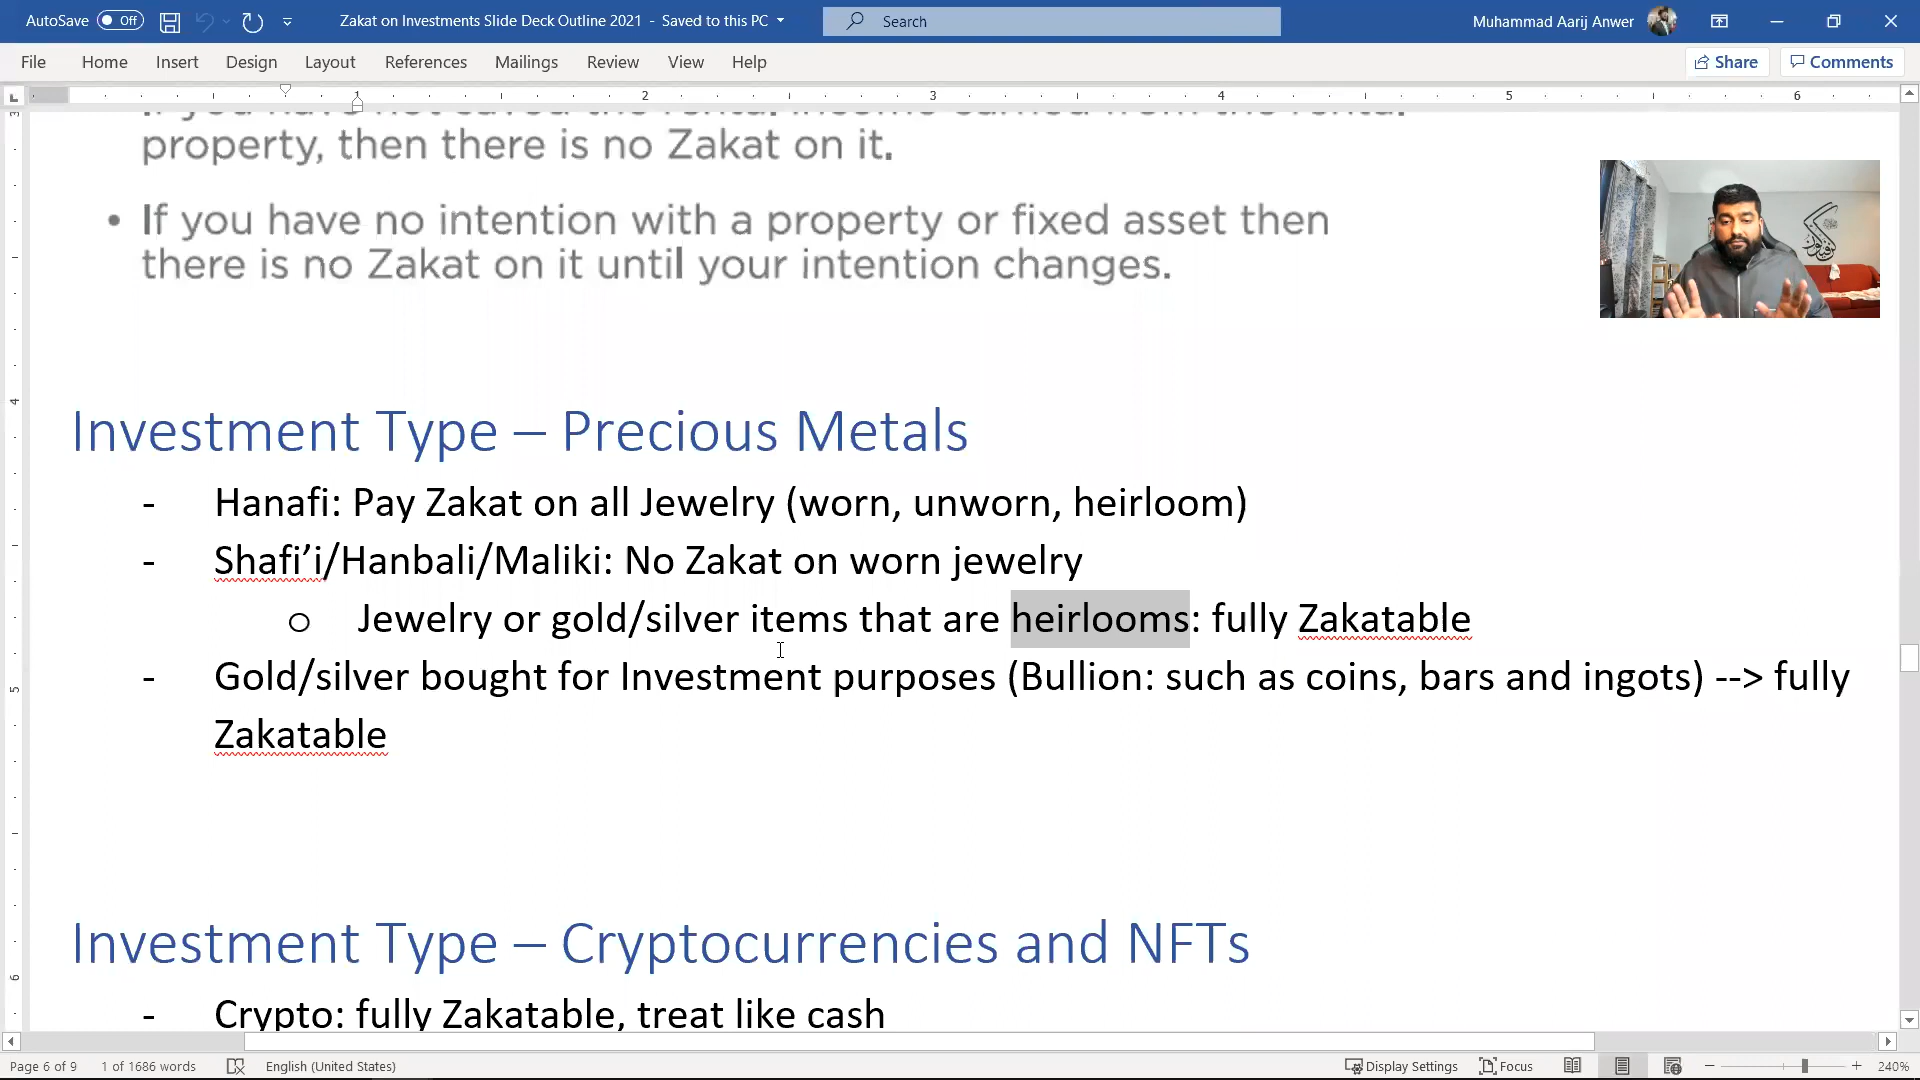 AutoSave Off Zakat on Investments Slide Deck Outline 2021 - Saved to this PC Search Muhammad Aarij Anwer
File Home Insert Design Layout References Mailings Review View Help Share Comments
1 2 3 4 5 6
property, then there is no Zakat on it.
• If you have no intention with a property or fixed asset then
there is no Zakat on it until your intention changes.
Investment Type – Precious Metals
- Hanafi: Pay Zakat on all Jewelry (worn, unworn, heirloom)
- Shafi’i/Hanbali/Maliki: No Zakat on worn jewelry
o Jewelry or gold/silver items that are heirlooms: fully Zakatable
- Gold/silver bought for Investment purposes (Bullion: such as coins, bars and ingots) --> fully
Zakatable
Investment Type – Cryptocurrencies and NFTs
- Crypto: fully Zakatable, treat like cash
Page 6 of 9 1 of 1686 words English (United States) Display Settings Focus 240%